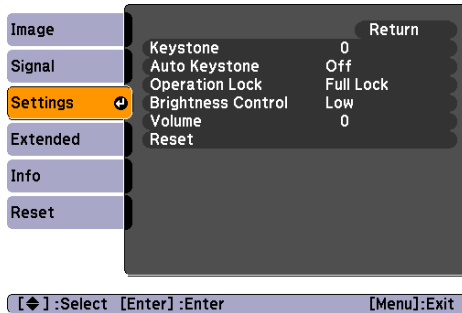 Image
Signal
Settings
Extended
Info
Reset
Return
Keystone 0
Auto Keystone Off
Operation Lock Full Lock
Brightness Control Low
Volume 0
Reset
[◆] :Select [Enter] :Enter [Menu]:Exit